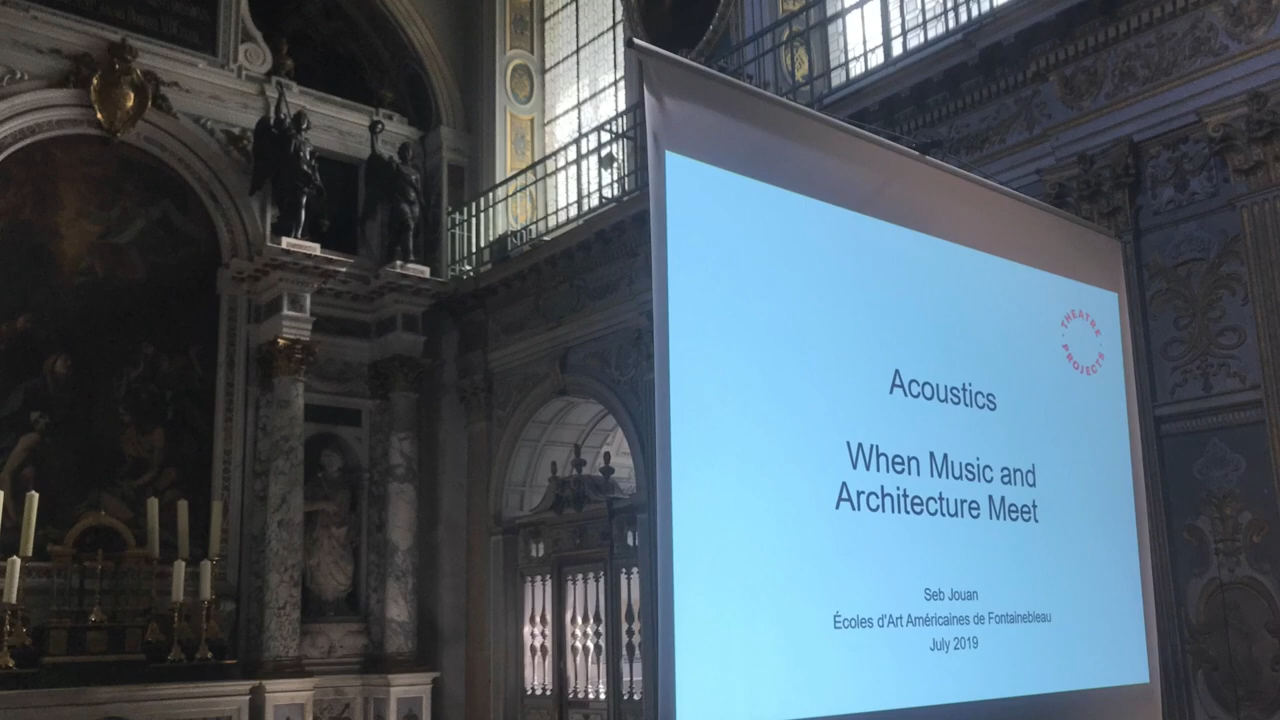 THEATRE
PROJECTS
Acoustics
When Music and
Architecture Meet
Seb Jouan
Écoles d'Art Américaines de Fontainebleau
July 2019